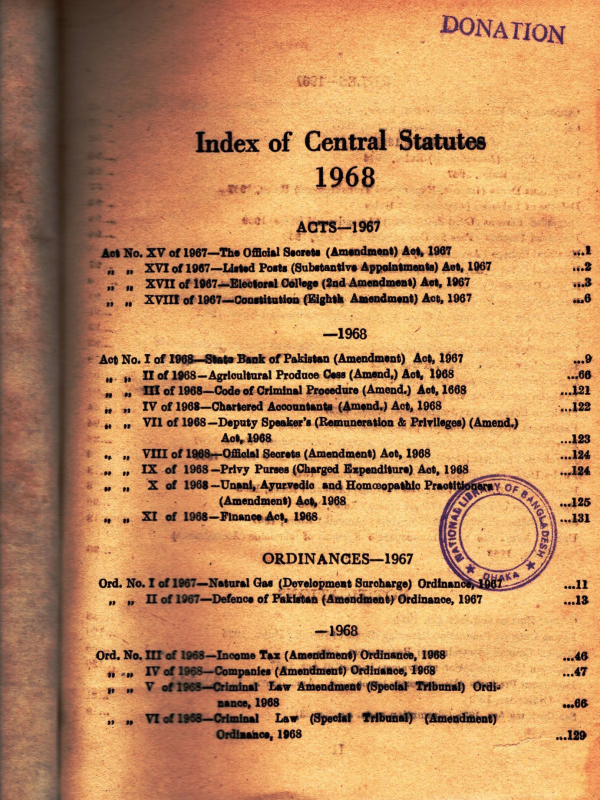 DONATION
Index of Central Statutes
1968
ACTS—1967
Act No. XV of 1967—The Official Secrets (Amendment) Act, 1967 ...1
„ „ XVI of 1967—Listed Posts (Substantive Appointments) Act, 1967 ...2
„ „ XVII of 1967—Electoral College (2nd Amendment) Act, 1967 ...3
„ „ XVIII of 1967—Constitution (Eighth Amendment) Act, 1967 ...6
—1968
Act No. I of 1968—State Bank of Pakistan (Amendment) Act, 1967 ...9
„ „ II of 1968—Agricultural Produce Cess (Amend,) Act, 1968 ...66
„ „ III of 1968—Code of Criminal Procedure (Amend.) Act, 1668 ...121
„ „ IV of 1968—Chartered Accountants (Amend.) Act, 1968 ...122
„ „ VII of 1968—Deputy Speaker's (Remuneration & Privileges) (Amend.)
Act, 1968 ...123
„ „ VIII of 1968—Official Secrets (Amendment) Act, 1968 ...124
„ „ IX of 1968—Privy Purses (Charged Expenditure) Act, 1968 ...124
„ „ X of 1968—Unani, Ayurvedic and Homœopathic Practitioners
(Amendment) Act, 1968 ...125
„ „ XI of 1968—Finance Act, 1968 ...131
NATIONAL LIBRARY OF BANGLADESH
DHAKA
ORDINANCES—1967
Ord. No. I of 1967—Natural Gas (Development Surcharge) Ordinance, 1967 ...11
„ „ II of 1967—Defence of Pakistan (Amendment) Ordinance, 1967 ...13
—1968
Ord. No. III of 1968—Income Tax (Amendment) Ordinance, 1968 ...46
„ „ IV of 1968—Companies (Amendment) Ordinance, 1968 ...47
„ „ V of 1968—Criminal Law Amendment (Special Tribunal) Ordi-
nance, 1968 ...66
„ „ VI of 1968—Criminal Law (Special Tribunal) (Amendment)
Ordinance, 1968 ...129